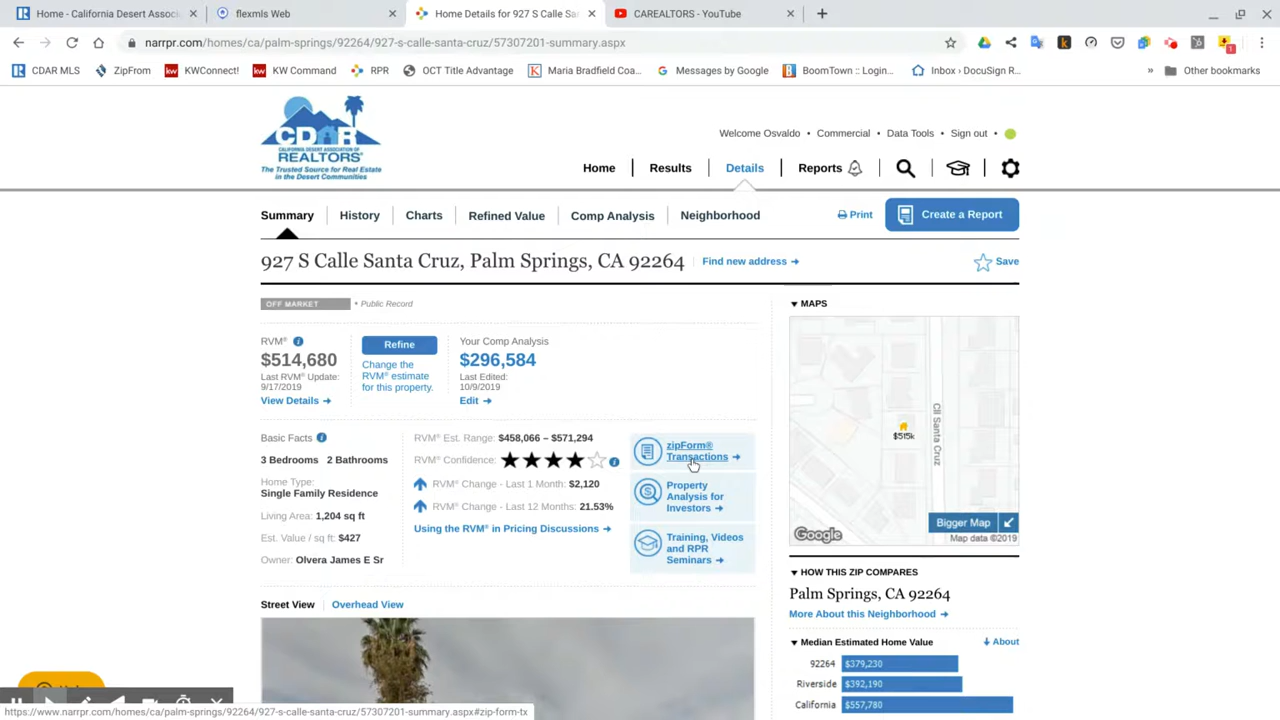 Home - California Desert Associ
flexmls Web
Home Details for 927 S Calle Sa
CAREALTORS - YouTube
narrpr.com/homes/ca/palm-springs/92264/927-s-calle-santa-cruz/57307201-summary.aspx
CDAR MLS
ZipFrom
KWConnect!
KW Command
RPR
OCT Title Advantage
Maria Bradfield Coa...
Messages by Google
BoomTown :: Login...
Inbox › DocuSign R...
»
Other bookmarks
CDAR
CALIFORNIA DESERT ASSOCIATION OF
REALTORS®
The Trusted Source for Real Estate
in the Desert Communities
Welcome Osvaldo • Commercial • Data Tools • Sign out •
Home
Results
Details
Reports
Summary
History
Charts
Refined Value
Comp Analysis
Neighborhood
Print
Create a Report
927 S Calle Santa Cruz, Palm Springs, CA 92264
Find new address
Save
OFF MARKET • Public Record
RVM®
$514,680
Last RVM® Update:
9/17/2019
View Details
Refine
Change the
RVM® estimate
for this property.
Your Comp Analysis
$296,584
Last Edited:
10/9/2019
Edit
Basic Facts
3 Bedrooms 2 Bathrooms
Home Type:
Single Family Residence
Living Area: 1,204 sq ft
Est. Value / sq ft: $427
Owner: Olvera James E Sr
RVM® Est. Range: $458,066 – $571,294
RVM® Confidence:
RVM® Change - Last 1 Month: $2,120
RVM® Change - Last 12 Months: 21.53%
Using the RVM® in Pricing Discussions
zipForm®
Transactions
Property
Analysis for
Investors
Training, Videos
and RPR
Seminars
Street View
Overhead View
MAPS
Cll Santa Cruz
$515k
Bigger Map
Google
Map data ©2019
HOW THIS ZIP COMPARES
Palm Springs, CA 92264
More About this Neighborhood
Median Estimated Home Value
About
92264 $379,230
Riverside $392,190
California $557,780
https://www.narrpr.com/homes/ca/palm-springs/92264/927-s-calle-santa-cruz/57307201-summary.aspx#zip-form-tx